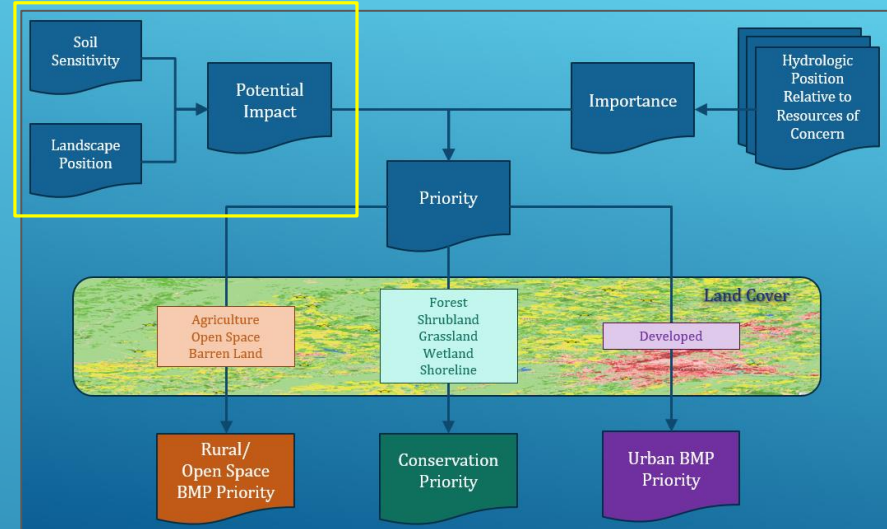 Soil
Sensitivity
Landscape
Position
Potential
Impact
Importance
Hydrologic
Position
Relative to
Resources of
Concern
Priority
Land Cover
Agriculture
Open Space
Barren Land
Forest
Shrubland
Grassland
Wetland
Shoreline
Developed
Rural/
Open Space
BMP Priority
Conservation
Priority
Urban BMP
Priority